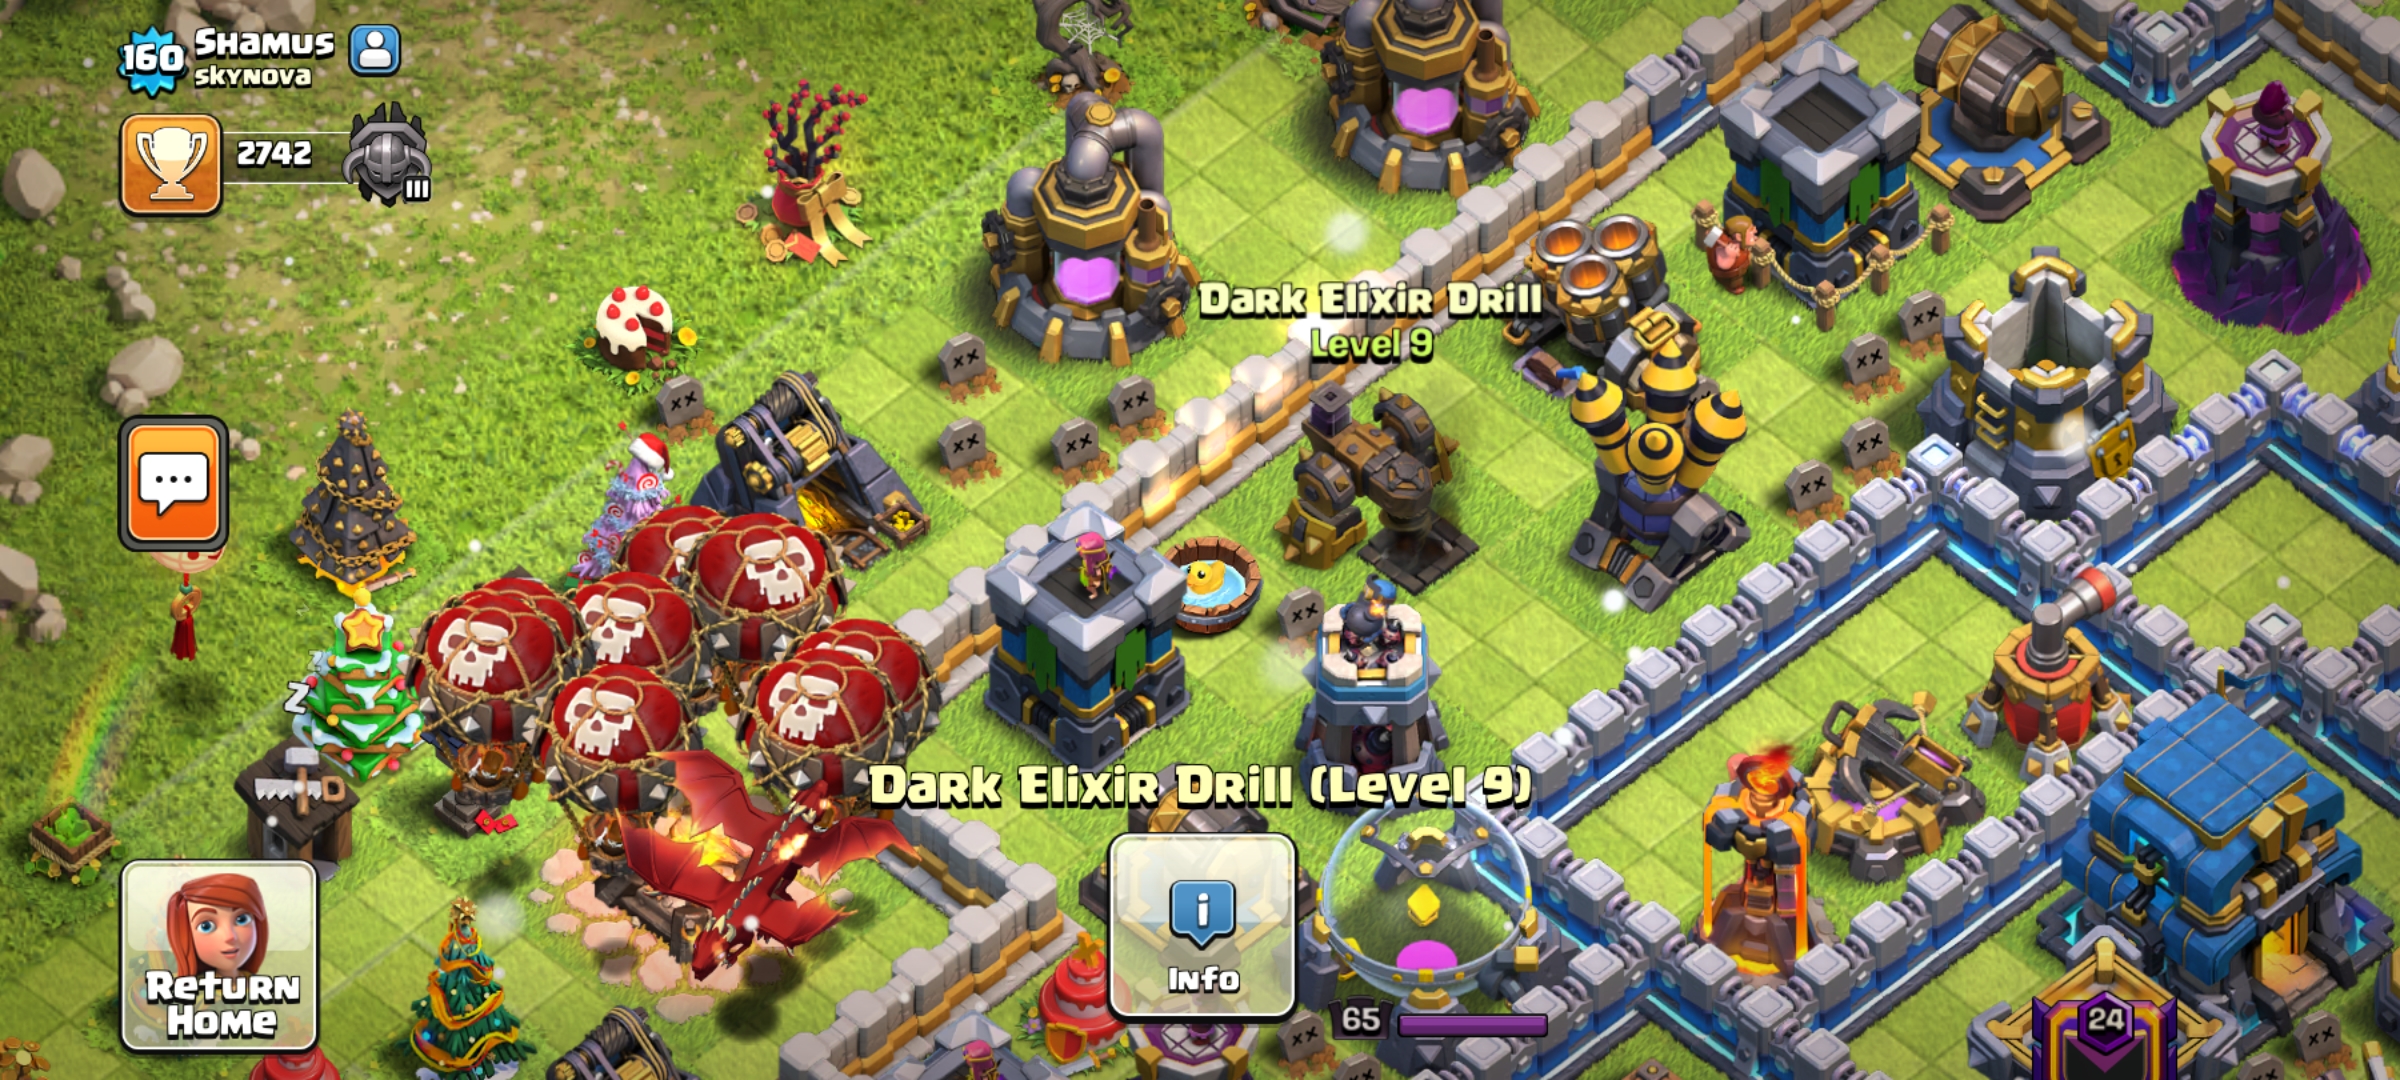 160
Shamus
skynova
2742
III
Dark Elixir Drill
Level 9
z
z
Dark Elixir Drill (Level 9)
Info
Return
Home
65
24